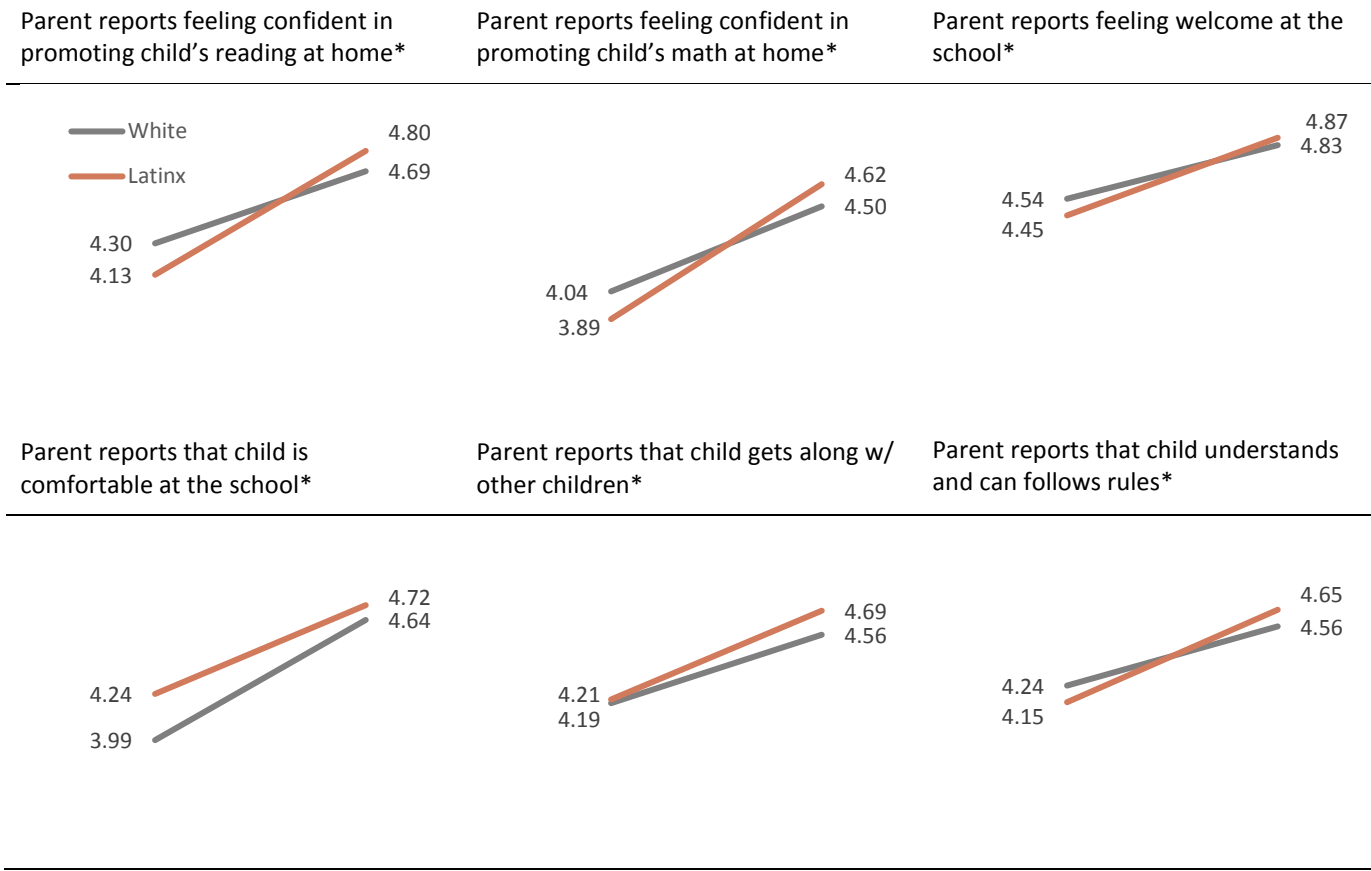 Parent reports feeling confident in
promoting child’s reading at home*
Parent reports feeling confident in
promoting child’s math at home*
Parent reports feeling welcome at the
school*
White
Latinx
4.80
4.69
4.30
4.13
4.62
4.50
4.04
3.89
4.87
4.83
4.54
4.45
Parent reports that child is
comfortable at the school*
Parent reports that child gets along w/
other children*
Parent reports that child understands
and can follows rules*
4.72
4.64
4.24
3.99
4.69
4.56
4.21
4.19
4.65
4.56
4.24
4.15